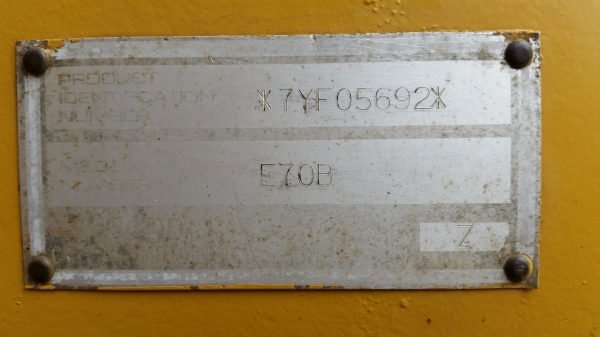 PRODUCT
IDENTIFICATION
NUMBER
*7YF05692*
E70B
Z